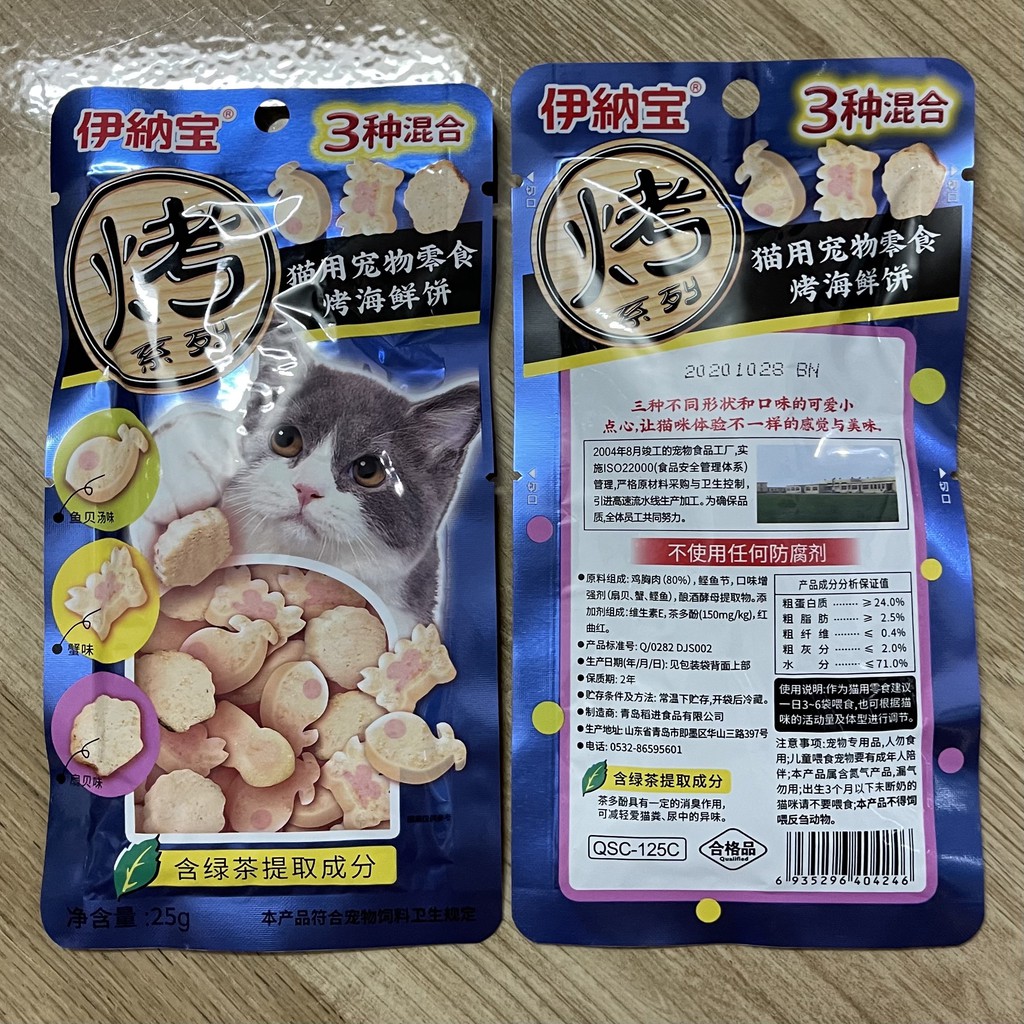 伊納宝®
3种混合
烤
系列
猫用宠物零食
烤海鲜饼
鱼贝汤味
蟹味
扇贝味
含绿茶提取成分
净含量:25g
本产品符合宠物饲料卫生规定
伊納宝®
3种混合
烤
系列
猫用宠物零食
烤海鲜饼
切口
切口
切口
切口
20201028 BN
三种不同形状和口味的可爱小
点心,让猫咪体验不一样的感觉与美味.
2004年8月竣工的宠物食品工厂,实
施ISO22000(食品安全管理体系)
管理,严格原材料采购与卫生控制,
引进高速流水线生产加工。为确保品
质,全体员工共同努力。
不使用任何防腐剂
●原料组成:鸡胸肉(80%),鲣鱼节,口味增
强剂(扇贝、蟹、鲣鱼),酿酒酵母提取物。添
加剂组成:维生素E,茶多酚(150mg/kg),红
曲红。
●产品标准号: Q/0282 DJS002
●生产日期(年/月/日): 见包装袋背面上部
●保质期: 2年
●贮存条件及方法: 常温下贮存,开袋后冷藏。
●制造商: 青岛稻进食品有限公司
●生产地址: 山东省青岛市即墨区华山三路397号
●电话: 0532-86595601
含绿茶提取成分
茶多酚具有一定的消臭作用,
可减轻爱猫粪、尿中的异味。
QSC-125C
合格品
Qualified
产品成分分析保证值
粗蛋白质 ········ ≥ 24.0%
粗脂肪 ········ ≥ 2.5%
粗纤维 ········ ≤ 0.4%
粗灰分 ········ ≤ 2.0%
水分 ········ ≤71.0%
使用说明:作为猫用零食建议
一日3~6袋喂食,也可根据猫
咪的活动量及体型进行调节。
注意事项:宠物专用品,人勿食
用;儿童喂食宠物要有成年人陪
伴;本产品属含氮气产品,漏气
勿用;出生3个月以下未断奶的
猫咪请不要喂食;本产品不得饲
喂反刍动物。
6 935296 404246